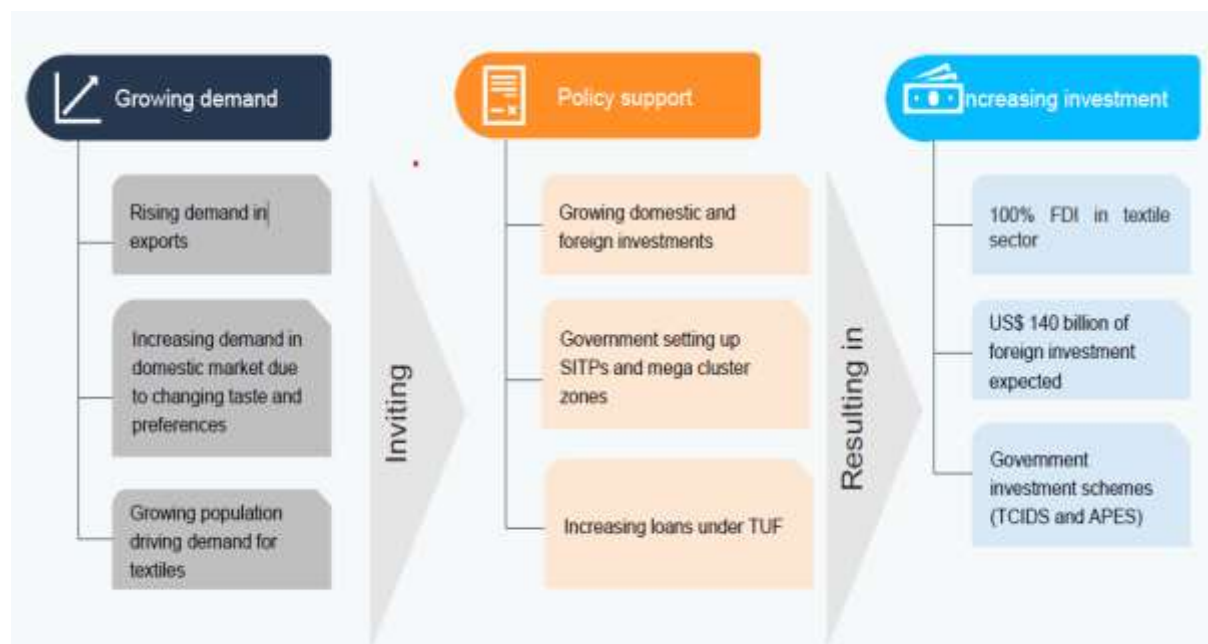 Growing demand
Rising demand in
exports
Increasing demand in
domestic market due
to changing taste and
preferences
Growing population
driving demand for
textiles
Inviting
Policy support
Growing domestic and
foreign investments
Government setting up
SITPs and mega cluster
zones
Increasing loans under TUF
Resulting in
Increasing investment
100% FDI in textile
sector
US$ 140 billion of
foreign investment
expected
Government
investment schemes
(TCIDS and APES)